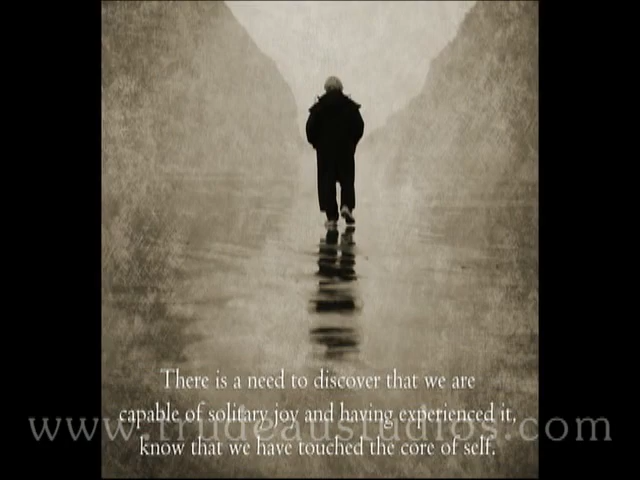 There is a need to discover that we are
capable of solitary joy and having experienced it,
www.trudeaustudios.com
know that we have touched the core of self.